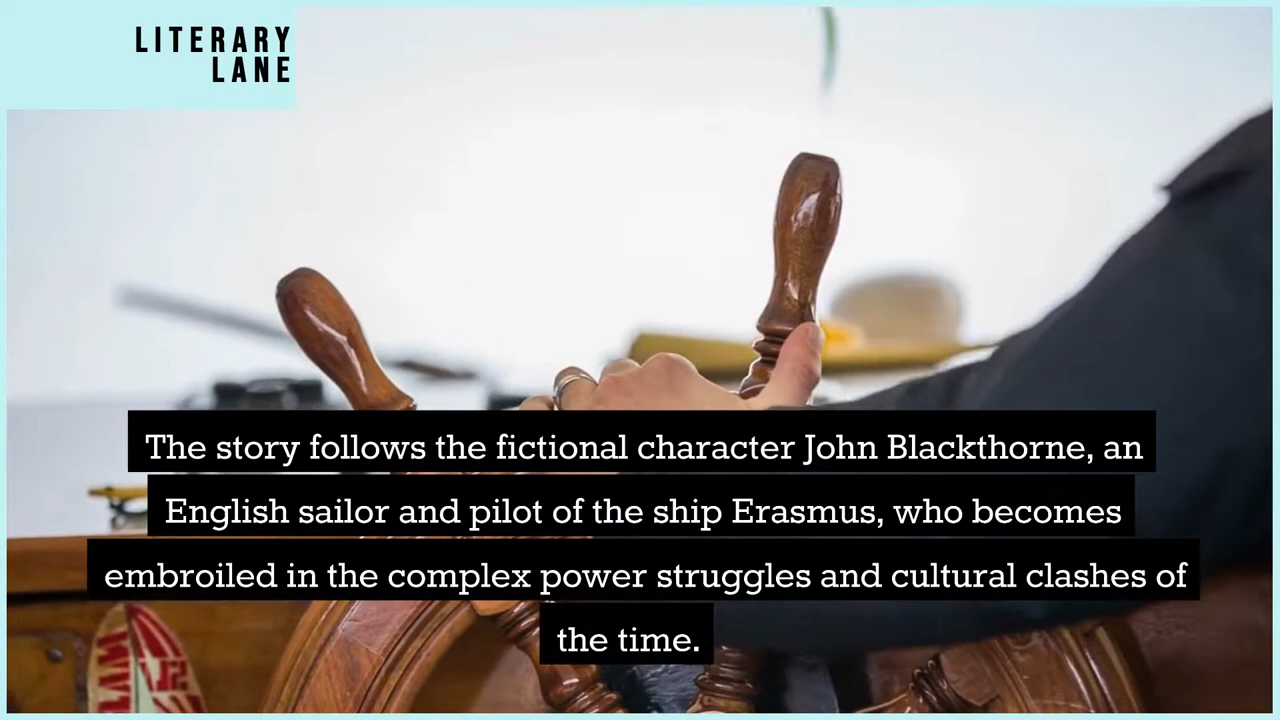 LITERARY
LANE
The story follows the fictional character John Blackthorne, an
English sailor and pilot of the ship Erasmus, who becomes
embroiled in the complex power struggles and cultural clashes of
the time.